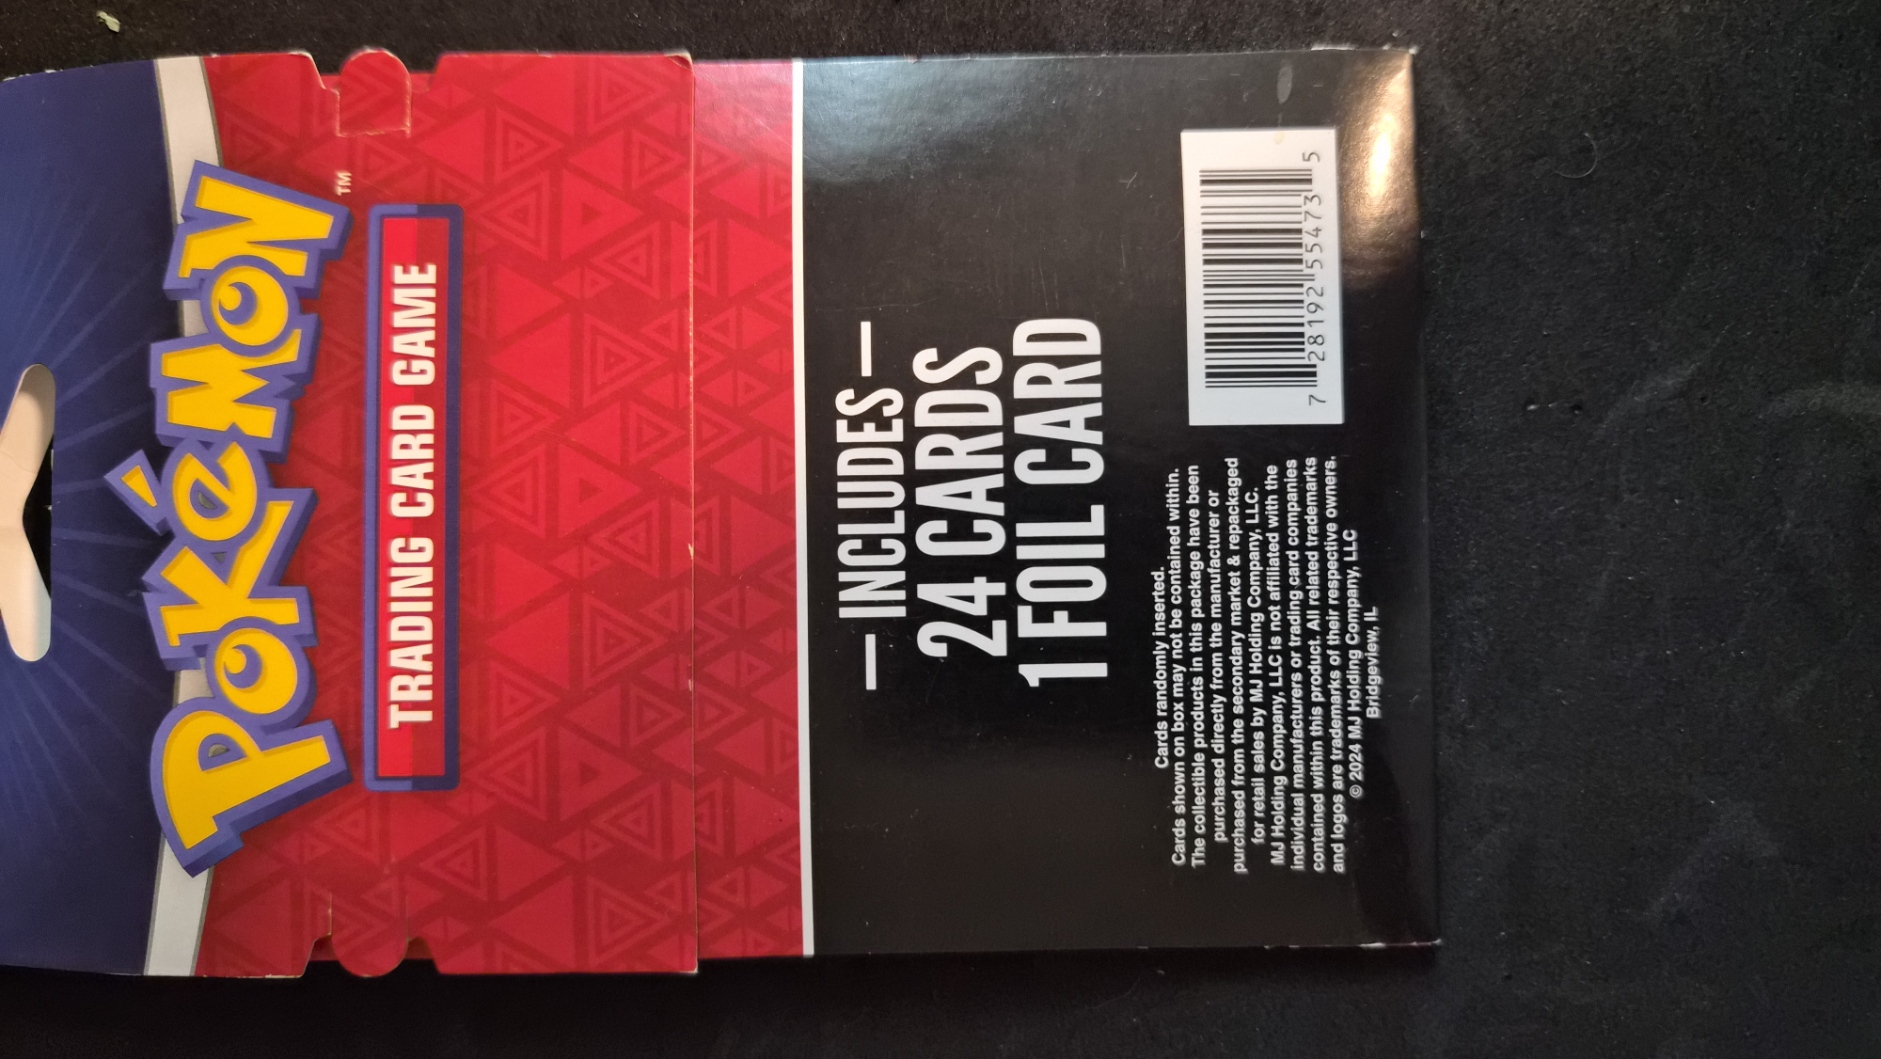 Pokémon
TM
TRADING CARD GAME
— INCLUDES —
24 CARDS
1 FOIL CARD
Cards randomly inserted.
Cards shown on box may not be contained within.
The collectible products in this package have been
purchased directly from the manufacturer or
purchased from the secondary market & repackaged
for retail sales by MJ Holding Company, LLC.
MJ Holding Company, LLC is not affiliated with the
individual manufacturers or trading card companies
contained within this product. All related trademarks
and logos are trademarks of their respective owners.
© 2024 MJ Holding Company, LLC
Bridgeview, IL
7 28192 55473 5